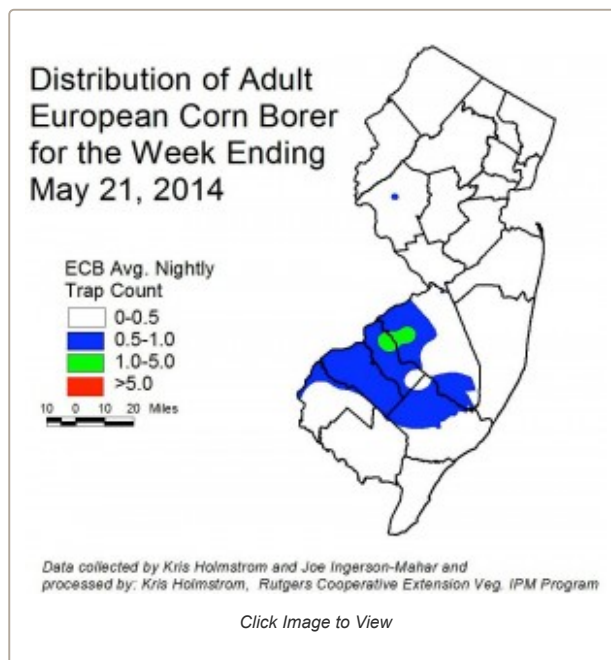 Distribution of Adult
European Corn Borer
for the Week Ending
May 21, 2014
ECB Avg. Nightly
Trap Count
0-0.5
0.5-1.0
1.0-5.0
>5.0
10 0 10 20 Miles
Data collected by Kris Holmstrom and Joe Ingerson-Mahar and
processed by: Kris Holmstrom, Rutgers Cooperative Extension Veg. IPM Program
Click Image to View